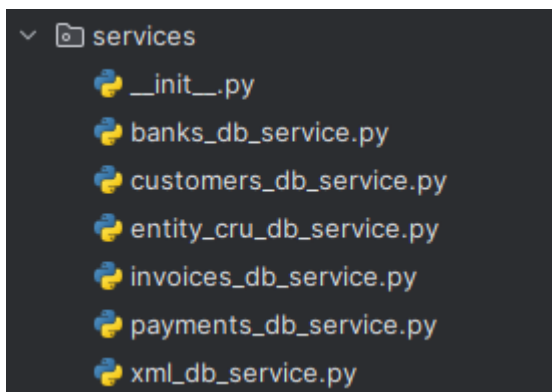 services
__init__.py
banks_db_service.py
customers_db_service.py
entity_cru_db_service.py
invoices_db_service.py
payments_db_service.py
xml_db_service.py